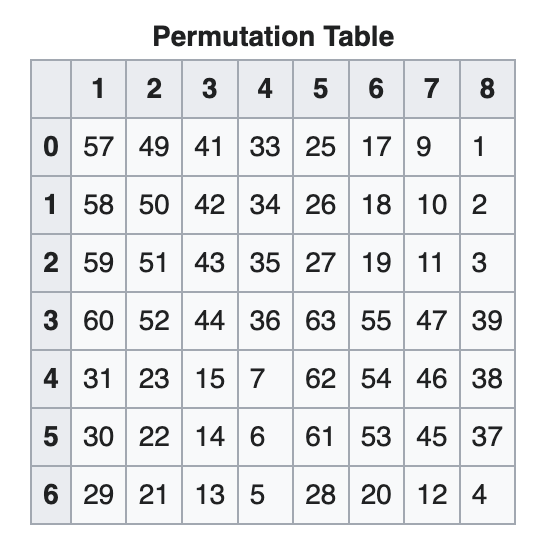 Permutation Table
1 2 3 4 5 6 7 8
0 57 49 41 33 25 17 9 1
1 58 50 42 34 26 18 10 2
2 59 51 43 35 27 19 11 3
3 60 52 44 36 63 55 47 39
4 31 23 15 7 62 54 46 38
5 30 22 14 6 61 53 45 37
6 29 21 13 5 28 20 12 4